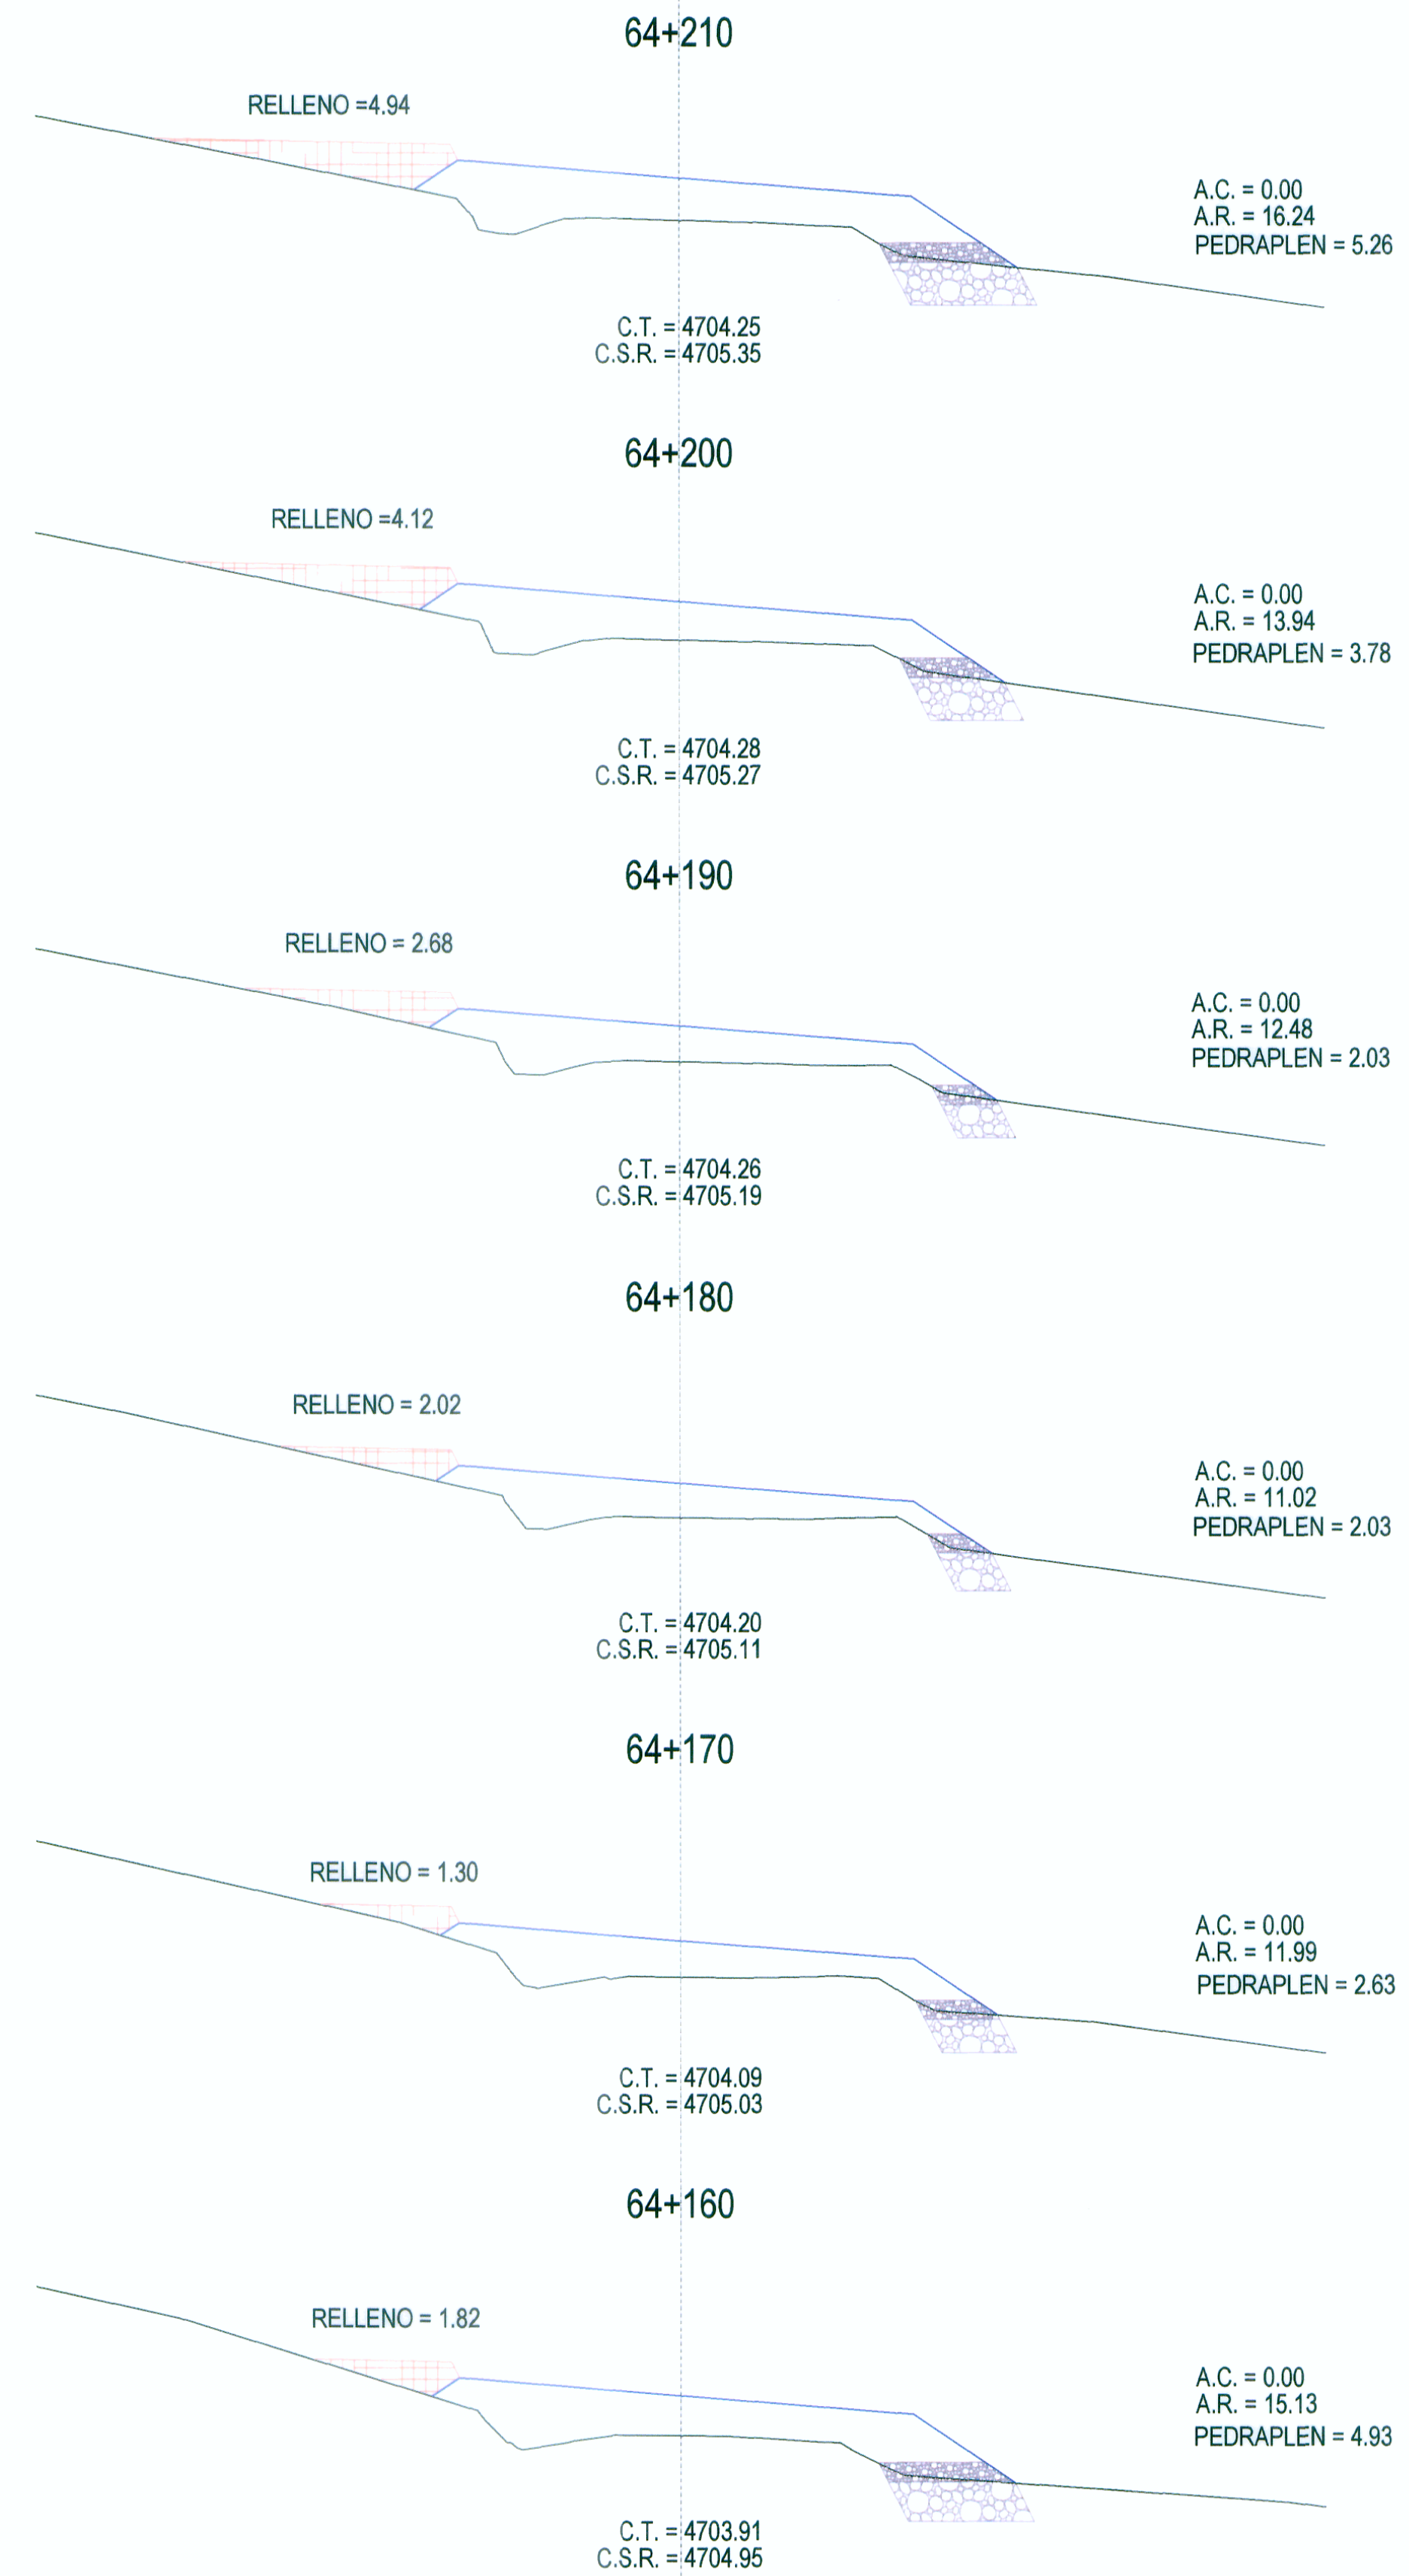 64+210
RELLENO =4.94
A.C. = 0.00
A.R. = 16.24
PEDRAPLEN = 5.26
C.T. = 4704.25
C.S.R. = 4705.35
64+200
RELLENO =4.12
A.C. = 0.00
A.R. = 13.94
PEDRAPLEN = 3.78
C.T. = 4704.28
C.S.R. = 4705.27
64+190
RELLENO = 2.68
A.C. = 0.00
A.R. = 12.48
PEDRAPLEN = 2.03
C.T. = 4704.26
C.S.R. = 4705.19
64+180
RELLENO = 2.02
A.C. = 0.00
A.R. = 11.02
PEDRAPLEN = 2.03
C.T. = 4704.20
C.S.R. = 4705.11
64+170
RELLENO = 1.30
A.C. = 0.00
A.R. = 11.99
PEDRAPLEN = 2.63
C.T. = 4704.09
C.S.R. = 4705.03
64+160
RELLENO = 1.82
A.C. = 0.00
A.R. = 15.13
PEDRAPLEN = 4.93
C.T. = 4703.91
C.S.R. = 4704.95